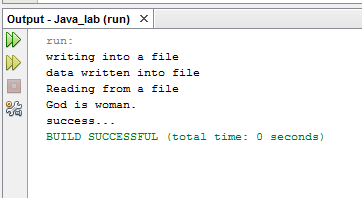 Output - Java_lab (run) ×
run:
writing into a file
data written into file
Reading from a file
God is woman.
success...
BUILD SUCCESSFUL (total time: 0 seconds)